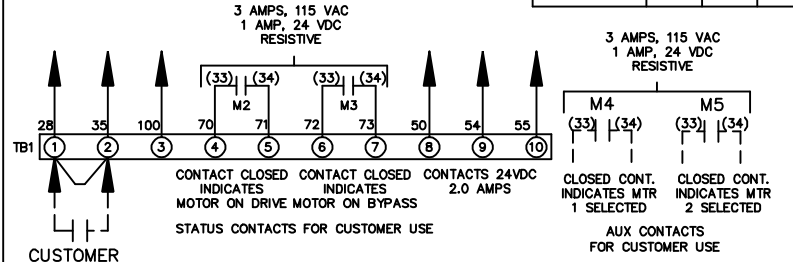 3 AMPS, 115 VAC
1 AMP, 24 VDC
RESISTIVE
3 AMPS, 115 VAC
1 AMP, 24 VDC
RESISTIVE
(33) (34) (33) (34)
M2 M3
M4 M5
(33) (34) (33) (34)
28 35 100 70 71 72 73 50 54 55
TB1 1 2 3 4 5 6 7 8 9 10
CONTACT CLOSED
INDICATES
MOTOR ON DRIVE
CONTACT CLOSED
INDICATES
MOTOR ON BYPASS
CONTACTS 24VDC
2.0 AMPS
CLOSED CONT.
INDICATES MTR
1 SELECTED
CLOSED CONT.
INDICATES MTR
2 SELECTED
STATUS CONTACTS FOR CUSTOMER USE
AUX CONTACTS
FOR CUSTOMER USE
CUSTOMER